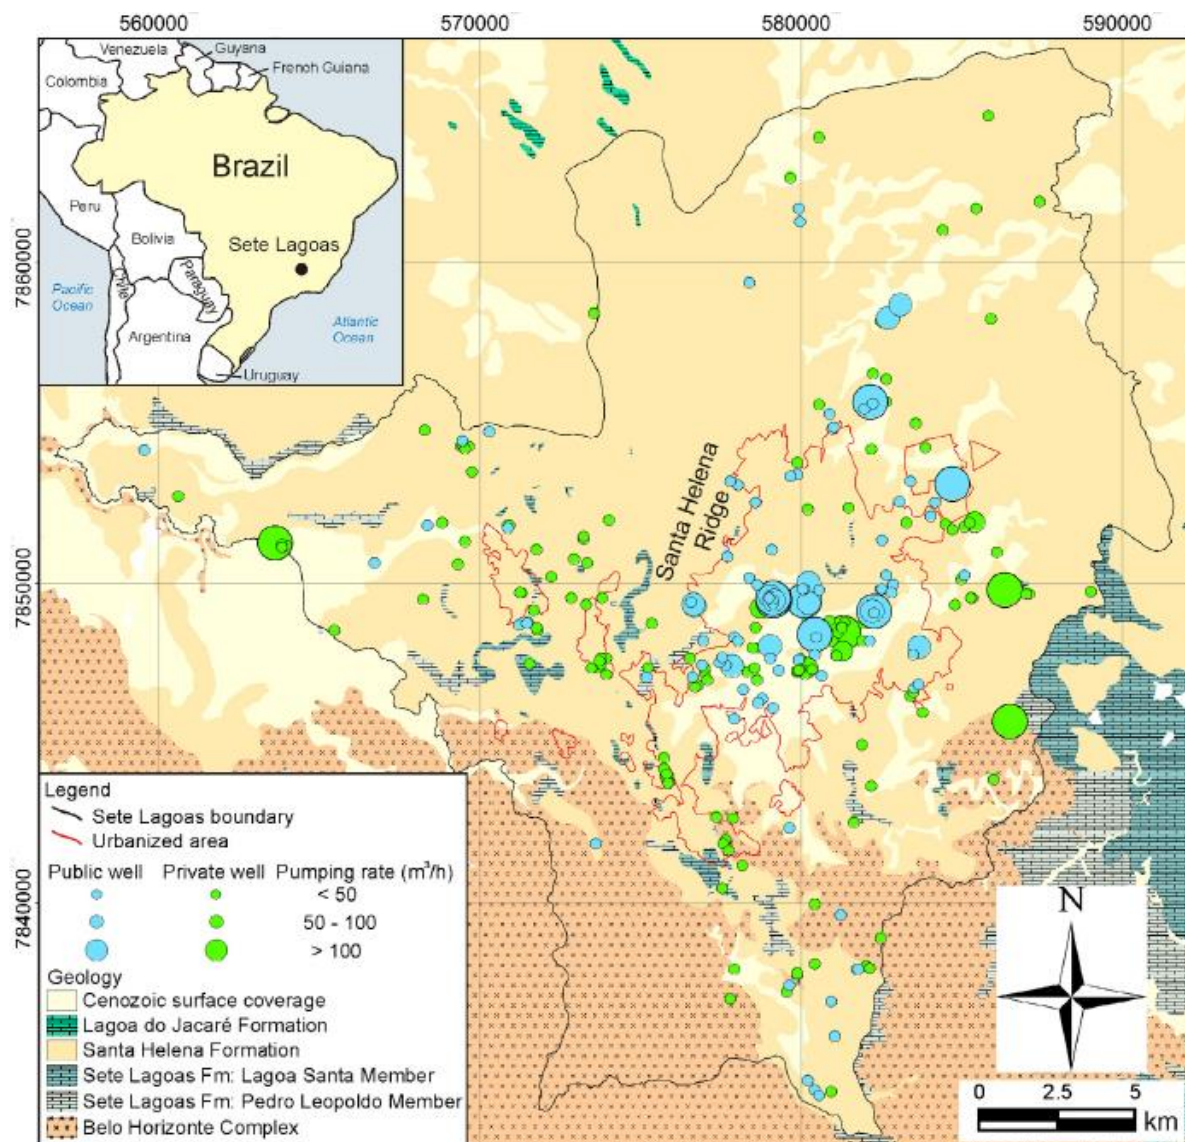 560000
570000
580000
590000
Venezuela
Guyana
Colombia
French Guiana
Brazil
Peru
Bolivia
Sete Lagoas
Pacific
Ocean
Chile
Paraguay
Argentina
Atlantic
Ocean
Uruguay
7860000
7850000
7840000
Santa Helena
Ridge
Legend
Sete Lagoas boundary
Urbanized area
Public well Private well Pumping rate (m³/h)
< 50
50 - 100
> 100
Geology
Cenozoic surface coverage
Lagoa do Jacaré Formation
Santa Helena Formation
Sete Lagoas Fm: Lagoa Santa Member
Sete Lagoas Fm: Pedro Leopoldo Member
Belo Horizonte Complex
N
0 2.5 5
km